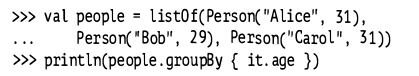 >>> val people = listOf(Person("Alice", 31),
... Person("Bob", 29), Person("Carol", 31))
>>> println(people.groupBy { it.age })